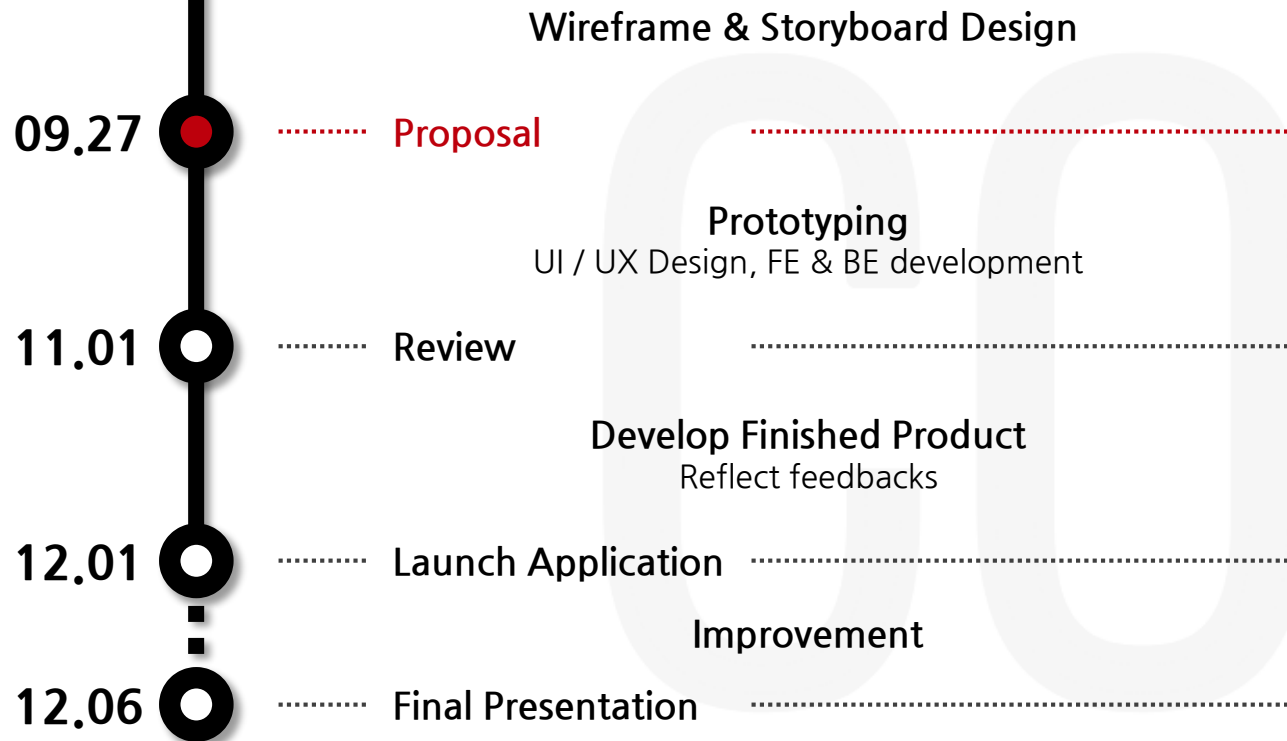 Wireframe & Storyboard Design
09.27 Proposal
Prototyping
UI / UX Design, FE & BE development
11.01 Review
Develop Finished Product
Reflect feedbacks
12.01 Launch Application
Improvement
12.06 Final Presentation